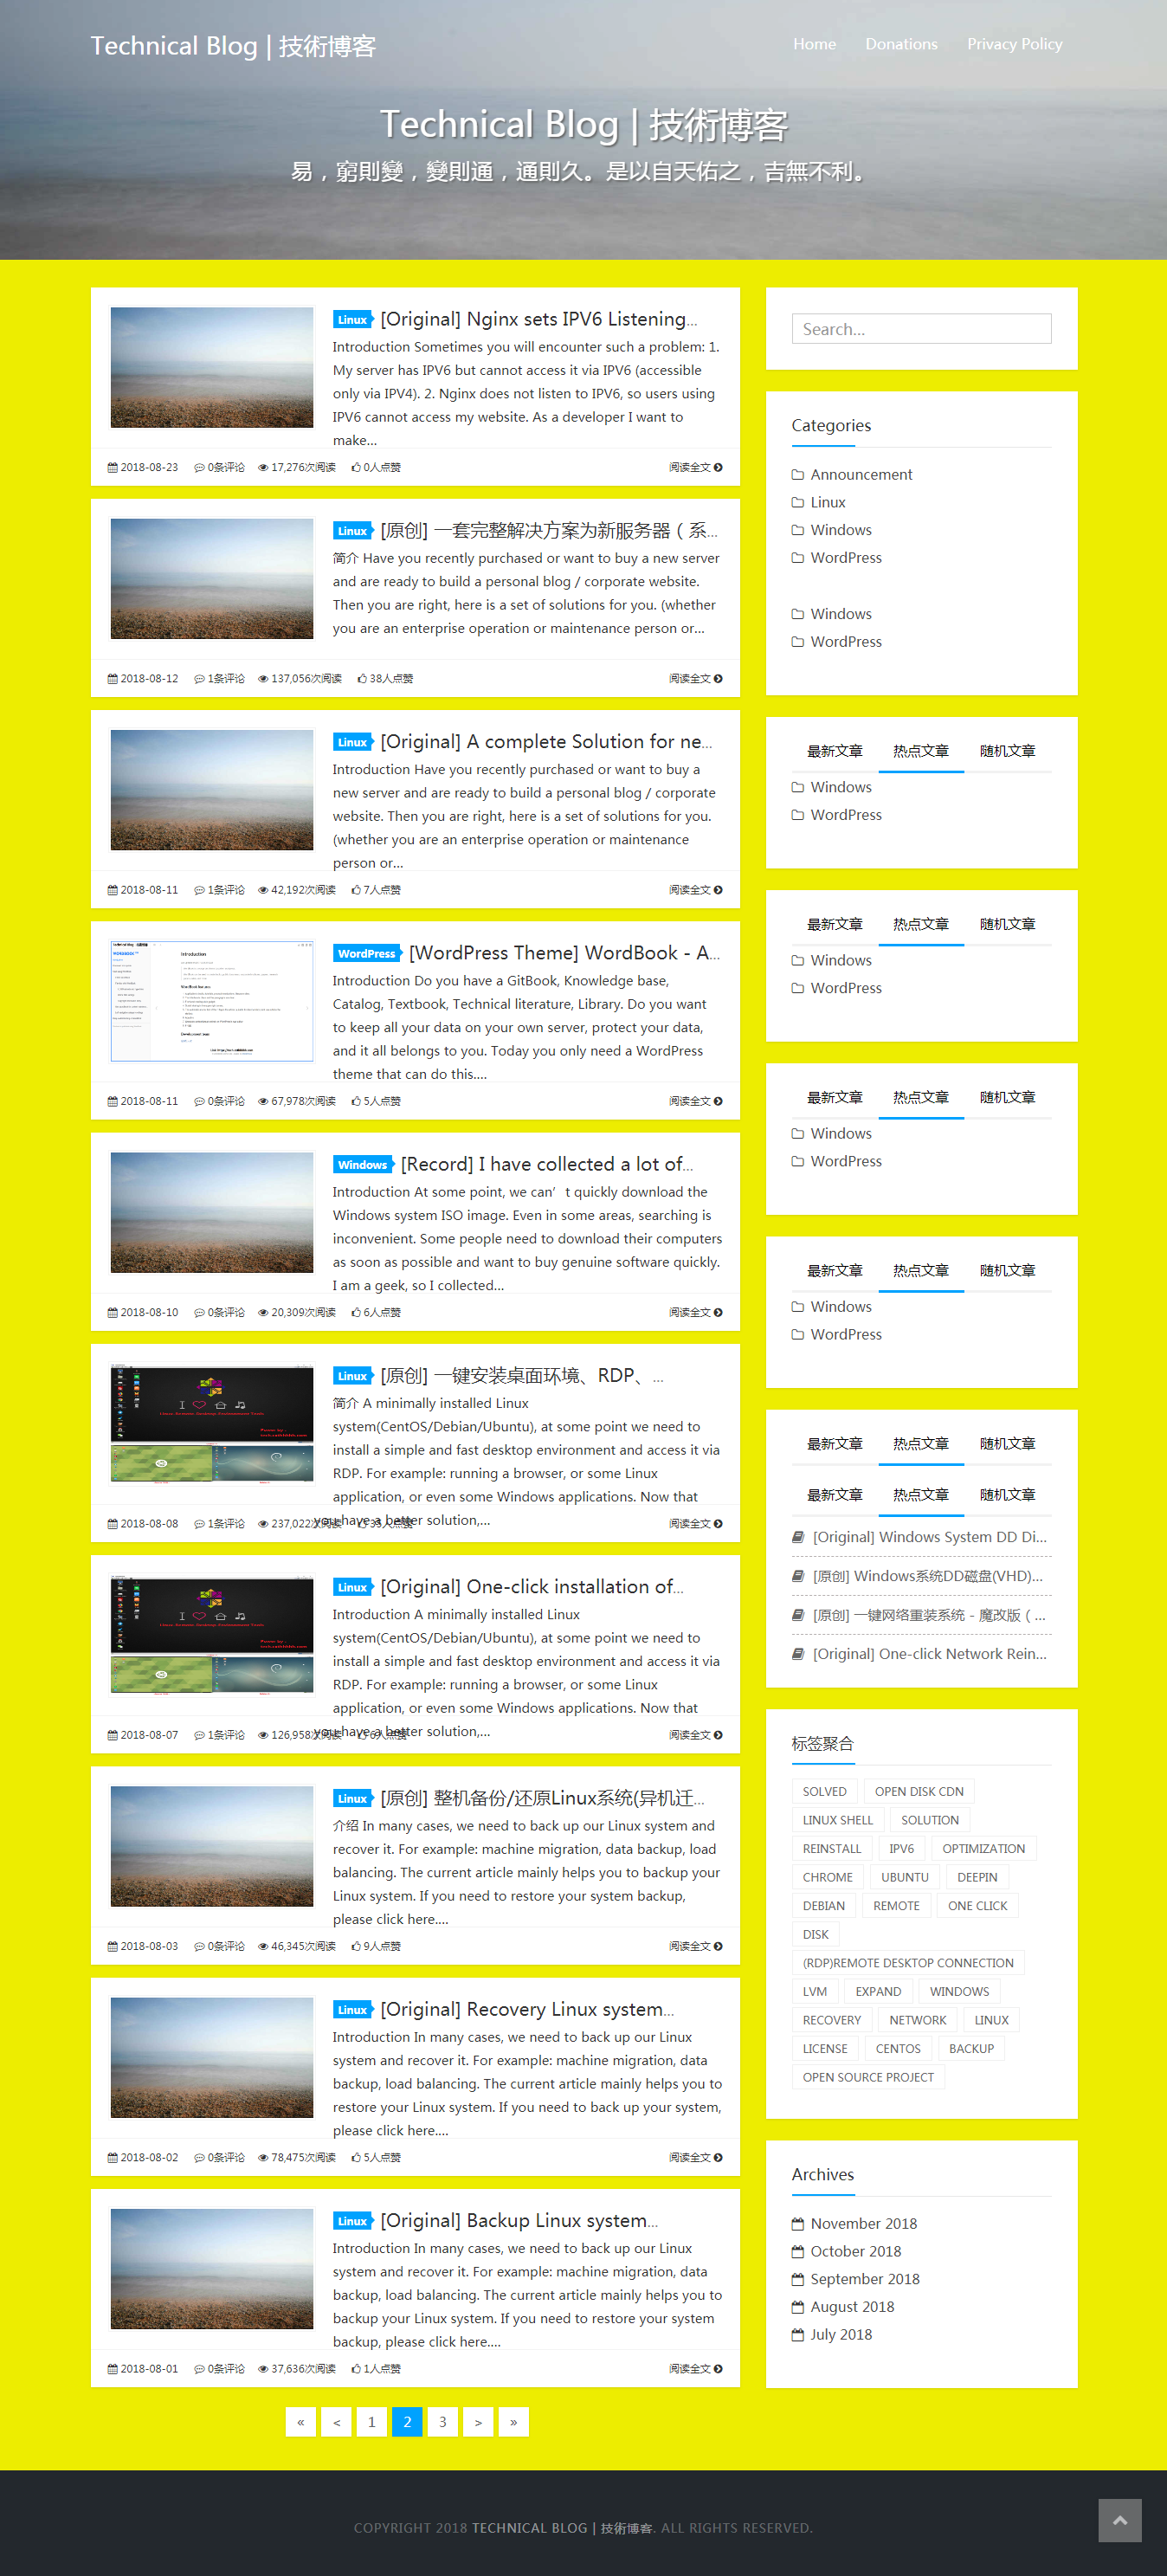 Technical Blog | 技術博客
Home Donations Privacy Policy
Technical Blog | 技術博客
易，窮則變，變則通，通則久。是以自天佑之，吉無不利。
Linux [Original] Nginx sets IPV6 Listening...
Introduction Sometimes you will encounter such a problem: 1.
My server has IPV6 but cannot access it via IPV6 (accessible
only via IPV4). 2. Nginx does not listen to IPV6, so users using
IPV6 cannot access my website. As a developer I want to
make...
2018-08-23 0条评论 17,276次阅读 0人点赞 阅读全文
Linux [原创] 一套完整解决方案为新服务器（系...
简介 Have you recently purchased or want to buy a new server
and are ready to build a personal blog / corporate website.
Then you are right, here is a set of solutions for you. (whether
you are an enterprise operation or maintenance person or...
2018-08-12 1条评论 137,056次阅读 38人点赞 阅读全文
Linux [Original] A complete Solution for ne...
Introduction Have you recently purchased or want to buy a
new server and are ready to build a personal blog / corporate
website. Then you are right, here is a set of solutions for you.
(whether you are an enterprise operation or maintenance
person or...
2018-08-11 1条评论 42,192次阅读 7人点赞 阅读全文
WordPress [WordPress Theme] WordBook - A...
Introduction Do you have a GitBook, Knowledge base,
Catalog, Textbook, Technical literature, Library. Do you want
to keep all your data on your own server, protect your data,
and it all belongs to you. Today you only need a WordPress
theme that can do this....
2018-08-11 0条评论 67,978次阅读 5人点赞 阅读全文
Windows [Record] I have collected a lot of...
Introduction At some point, we can’t quickly download the
Windows system ISO image. Even in some areas, searching is
inconvenient. Some people need to download their computers
as soon as possible and want to buy genuine software quickly.
I am a geek, so I collected...
2018-08-10 0条评论 20,309次阅读 6人点赞 阅读全文
Linux [原创] 一键安装桌面环境、RDP、...
简介 A minimally installed Linux
system(CentOS/Debian/Ubuntu), at some point we need to
install a simple and fast desktop environment and access it via
RDP. For example: running a browser, or some Linux
application, or even some Windows applications. Now that
you have a better solution,...
2018-08-08 1条评论 237,022次阅读 人点赞 阅读全文
Linux [Original] One-click installation of...
Introduction A minimally installed Linux
system(CentOS/Debian/Ubuntu), at some point we need to
install a simple and fast desktop environment and access it via
RDP. For example: running a browser, or some Linux
application, or even some Windows applications. Now that
you have a better solution,...
2018-08-07 1条评论 126,958次阅读 人点赞 阅读全文
Linux [原创] 整机备份/还原Linux系统(异机迁...
介绍 In many cases, we need to back up our Linux system and
recover it. For example: machine migration, data backup, load
balancing. The current article mainly helps you to backup your
Linux system. If you need to restore your system backup,
please click here....
2018-08-03 0条评论 46,345次阅读 9人点赞 阅读全文
Linux [Original] Recovery Linux system...
Introduction In many cases, we need to back up our Linux
system and recover it. For example: machine migration, data
backup, load balancing. The current article mainly helps you to
restore your Linux system. If you need to back up your system,
please click here....
2018-08-02 0条评论 78,475次阅读 5人点赞 阅读全文
Linux [Original] Backup Linux system...
Introduction In many cases, we need to back up our Linux
system and recover it. For example: machine migration, data
backup, load balancing. The current article mainly helps you to
backup your Linux system. If you need to restore your system
backup, please click here....
2018-08-01 0条评论 37,636次阅读 1人点赞 阅读全文
« < 1 2 3 > »
Search...
Categories
Announcement
Linux
Windows
WordPress
Windows
WordPress
最新文章 热点文章 随机文章
Windows
WordPress
最新文章 热点文章 随机文章
Windows
WordPress
最新文章 热点文章 随机文章
Windows
WordPress
最新文章 热点文章 随机文章
Windows
WordPress
最新文章 热点文章 随机文章
最新文章 热点文章 随机文章
[Original] Windows System DD Di...
[原创] Windows系统DD磁盘(VHD)...
[原创] 一键网络重装系统 - 魔改版（...
[Original] One-click Network Rein...
标签聚合
SOLVED OPEN DISK CDN
LINUX SHELL SOLUTION
REINSTALL IPV6 OPTIMIZATION
CHROME UBUNTU DEEPIN
DEBIAN REMOTE ONE CLICK
DISK
(RDP)REMOTE DESKTOP CONNECTION
LVM EXPAND WINDOWS
RECOVERY NETWORK LINUX
LICENSE CENTOS BACKUP
OPEN SOURCE PROJECT
Archives
November 2018
October 2018
September 2018
August 2018
July 2018
COPYRIGHT 2018 TECHNICAL BLOG | 技術博客. ALL RIGHTS RESERVED.